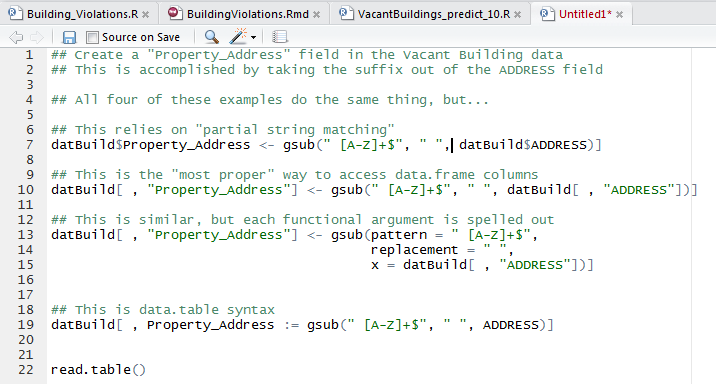 Building_Violations.R × BuildingViolations.Rmd × VacantBuildings_predict_10.R × Untitled1* ×
Source on Save
1 ## Create a "Property_Address" field in the Vacant Building data
2 ## This is accomplished by taking the suffix out of the ADDRESS field
3
4 ## All four of these examples do the same thing, but...
5
6 ## This relies on "partial string matching"
7 datBuild$Property_Address <- gsub(" [A-Z]+$", " ", datBuild$ADDRESS)]
8
9 ## This is the "most proper" way to access data.frame columns
10 datBuild[ , "Property_Address"] <- gsub(" [A-Z]+$", " ", datBuild[ , "ADDRESS"])]
11
12 ## This is similar, but each functional argument is spelled out
13 datBuild[ , "Property_Address"] <- gsub(pattern = " [A-Z]+$",
14 replacement = " ",
15 x = datBuild[ , "ADDRESS"])]
16
17
18 ## This is data.table syntax
19 datBuild[ , Property_Address := gsub(" [A-Z]+$", " ", ADDRESS)]
20
21
22 read.table()